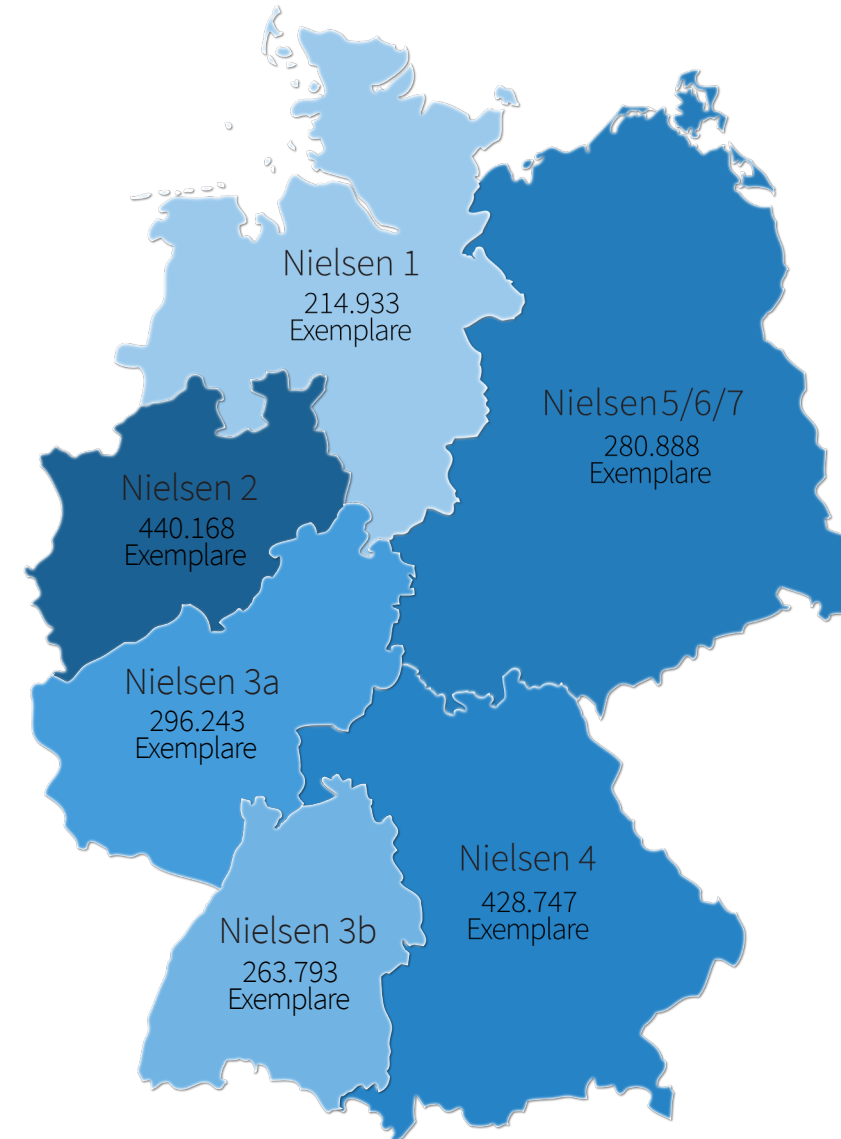 Nielsen 1
214.933
Exemplare
Nielsen 5/6/7
280.888
Exemplare
Nielsen 2
440.168
Exemplare
Nielsen 3a
296.243
Exemplare
Nielsen 4
428.747
Exemplare
Nielsen 3b
263.793
Exemplare